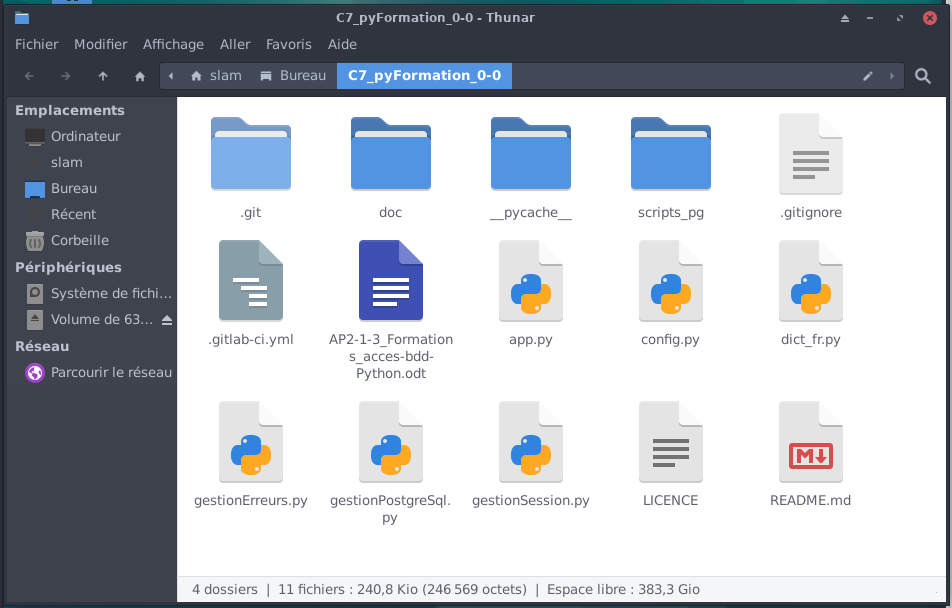 C7_pyFormation_0-0 - Thunar
Fichier Modifier Affichage Aller Favoris Aide
slam Bureau C7_pyFormation_0-0
Emplacements
Ordinateur
slam
Bureau
Récent
Corbeille
Périphériques
Système de fichi...
Volume de 63...
Réseau
Parcourir le réseau
.git doc __pycache__ scripts_pg .gitignore
.gitlab-ci.yml
AP2-1-3_Formation
s_acces-bdd-
Python.odt
app.py config.py dict_fr.py
gestionErreurs.py
gestionPostgreSql.
py
gestionSession.py LICENCE README.md
4 dossiers | 11 fichiers : 240,8 Kio (246 569 octets) | Espace libre : 383,3 Gio